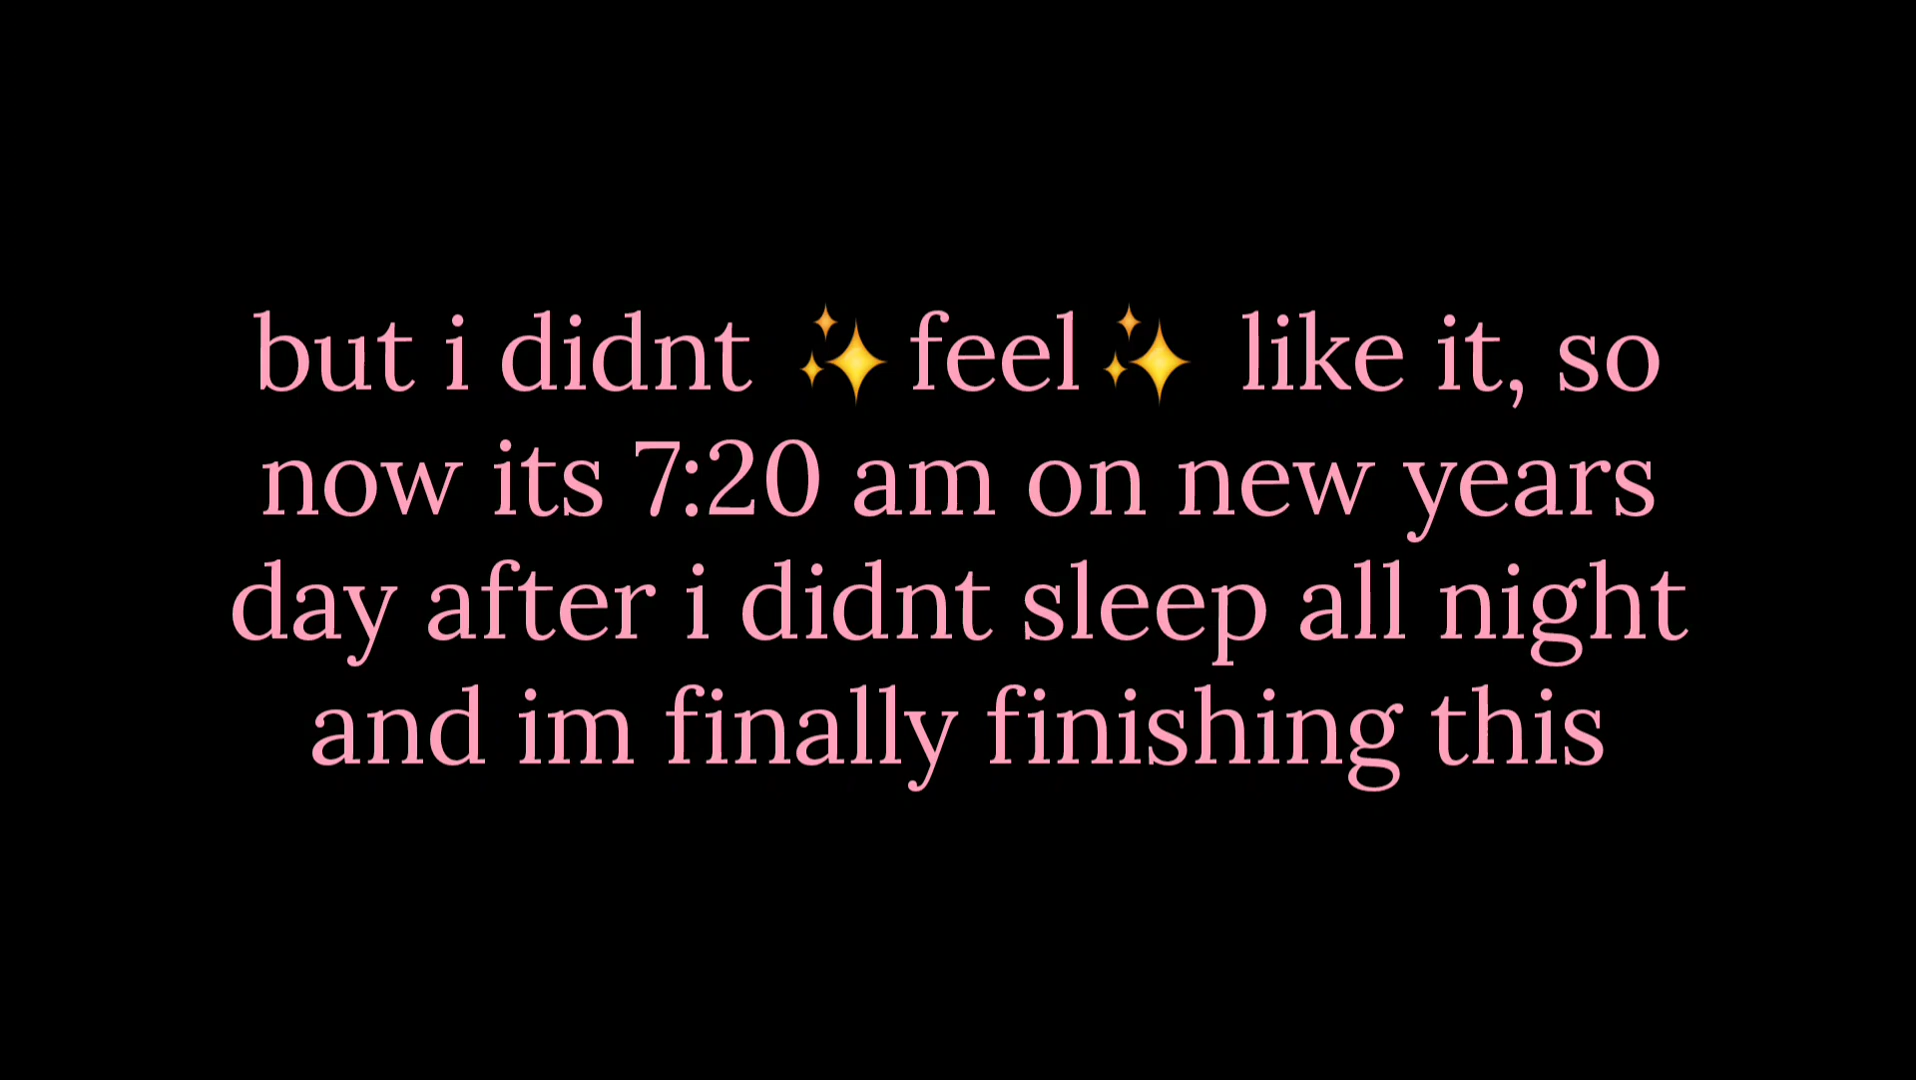 but i didnt ✨feel✨ like it, so
now its 7:20 am on new years
day after i didnt sleep all night
and im finally finishing this